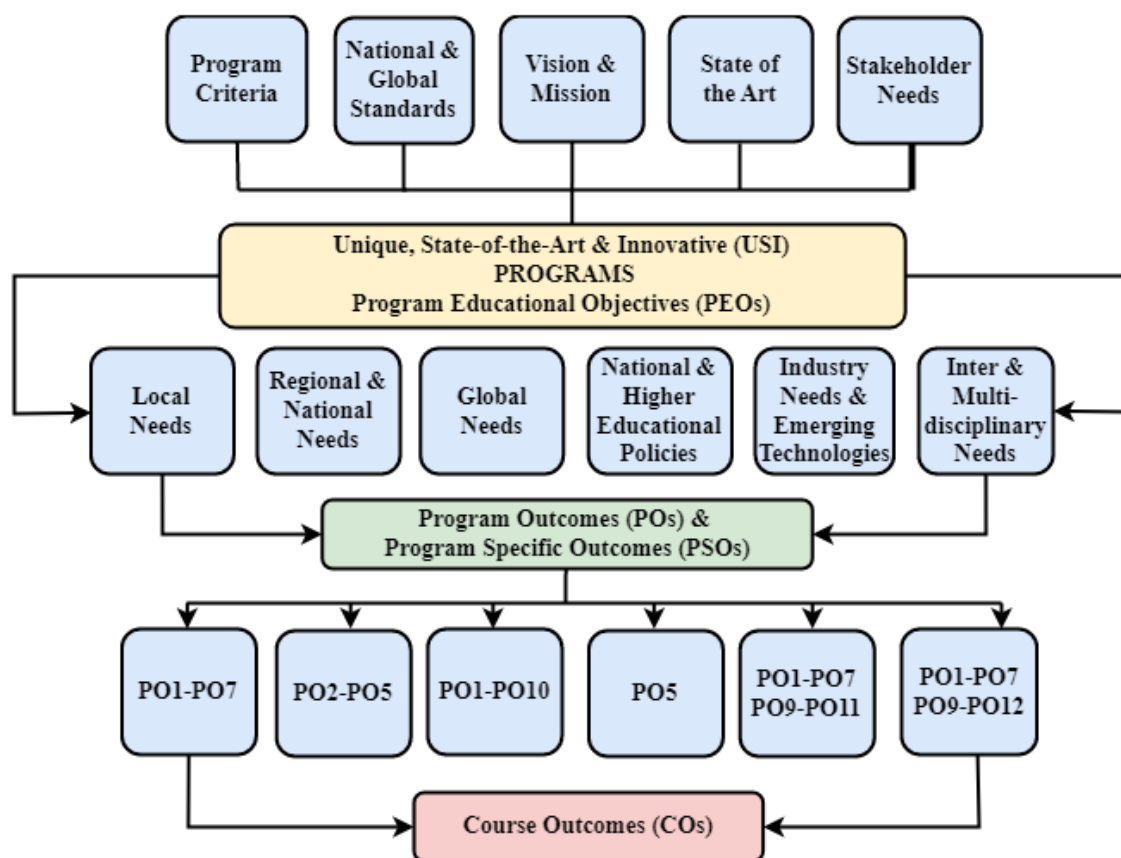 Program
Criteria
National &
Global
Standards
Vision &
Mission
State of
the Art
Stakeholder
Needs
Unique, State-of-the-Art & Innovative (USI)
PROGRAMS
Program Educational Objectives (PEOs)
Local
Needs
Regional &
National
Needs
Global
Needs
National &
Higher
Educational
Policies
Industry
Needs &
Emerging
Technologies
Inter &
Multi-
disciplinary
Needs
Program Outcomes (POs) &
Program Specific Outcomes (PSOs)
PO1-PO7
PO2-PO5
PO1-PO10
PO5
PO1-PO7
PO9-PO11
PO1-PO7
PO9-PO12
Course Outcomes (COs)